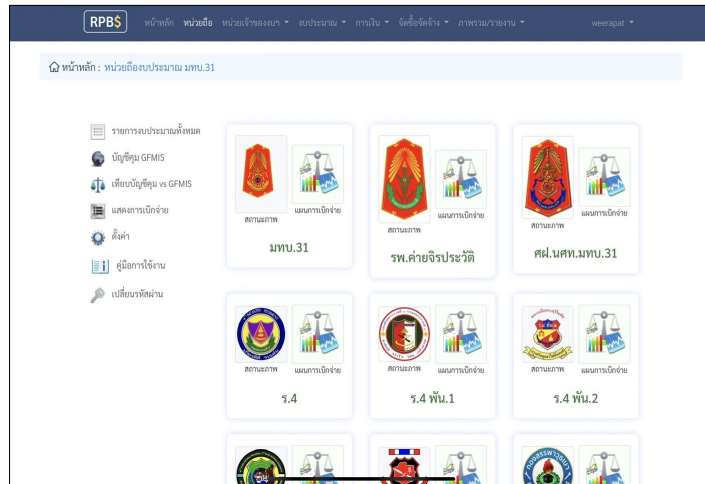 RPB$ หน้าหลัก หน่วยถือ หน่วยเจ้าของงบฯ งบประมาณ การเงิน จัดซื้อจัดจ้าง ภาพรวม/รายงาน weerapat
หน้าหลัก : หน่วยถืองบประมาณ มทบ.31
รายการงบประมาณทั้งหมด
บัญชีคุม GFMIS
เทียบบัญชีคุม vs GFMIS
แสดงการเบิกจ่าย
ตั้งค่า
คู่มือการใช้งาน
เปลี่ยนรหัสผ่าน
สถานะภาพ แผนการเบิกจ่าย
มทบ.31
สถานะภาพ แผนการเบิกจ่าย
รพ.ค่ายจิรประวัติ
สถานะภาพ แผนการเบิกจ่าย
ศฝ.นศท.มทบ.31
สถานะภาพ แผนการเบิกจ่าย
ร.4
สถานะภาพ แผนการเบิกจ่าย
ร.4 พัน.1
สถานะภาพ แผนการเบิกจ่าย
ร.4 พัน.2